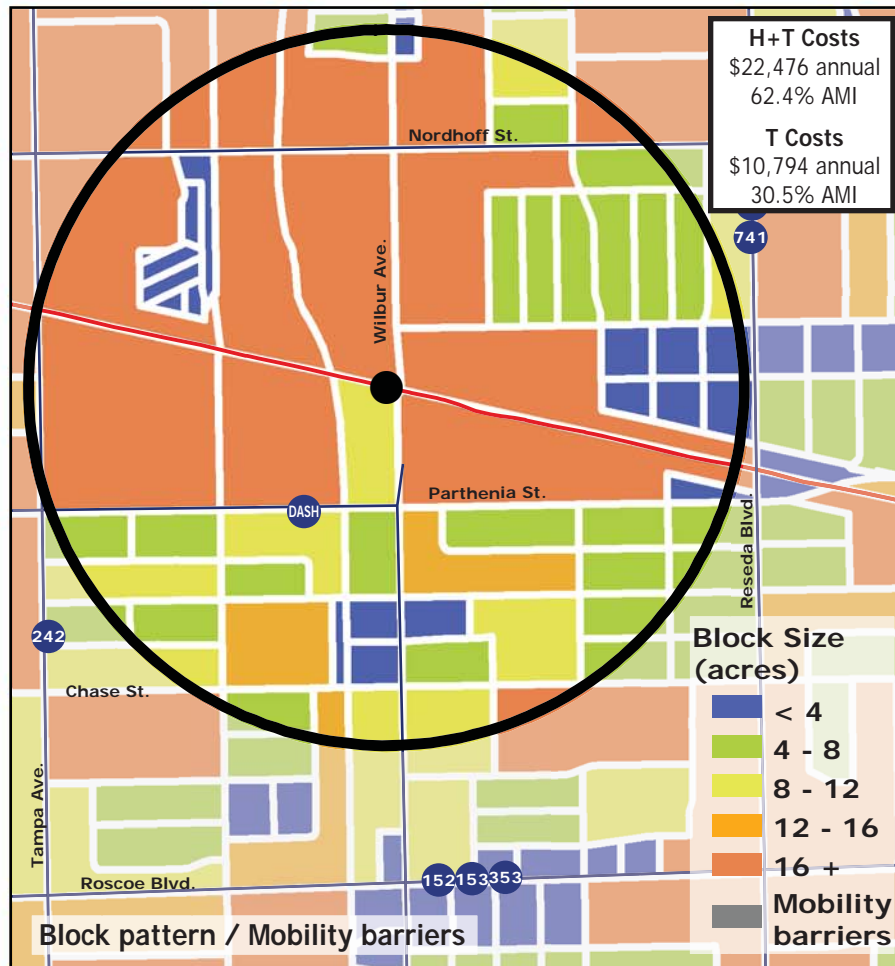 H+T Costs
$22,476 annual
62.4% AMI
T Costs
$10,794 annual
30.5% AMI
Nordhoff St.
741
Wilbur Ave.
Parthenia St.
DASH
Reseda Blvd.
242
Chase St.
Tampa Ave.
Block Size
(acres)
< 4
4 - 8
8 - 12
12 - 16
16 +
Mobility
barriers
152 153 353
Roscoe Blvd.
Block pattern / Mobility barriers